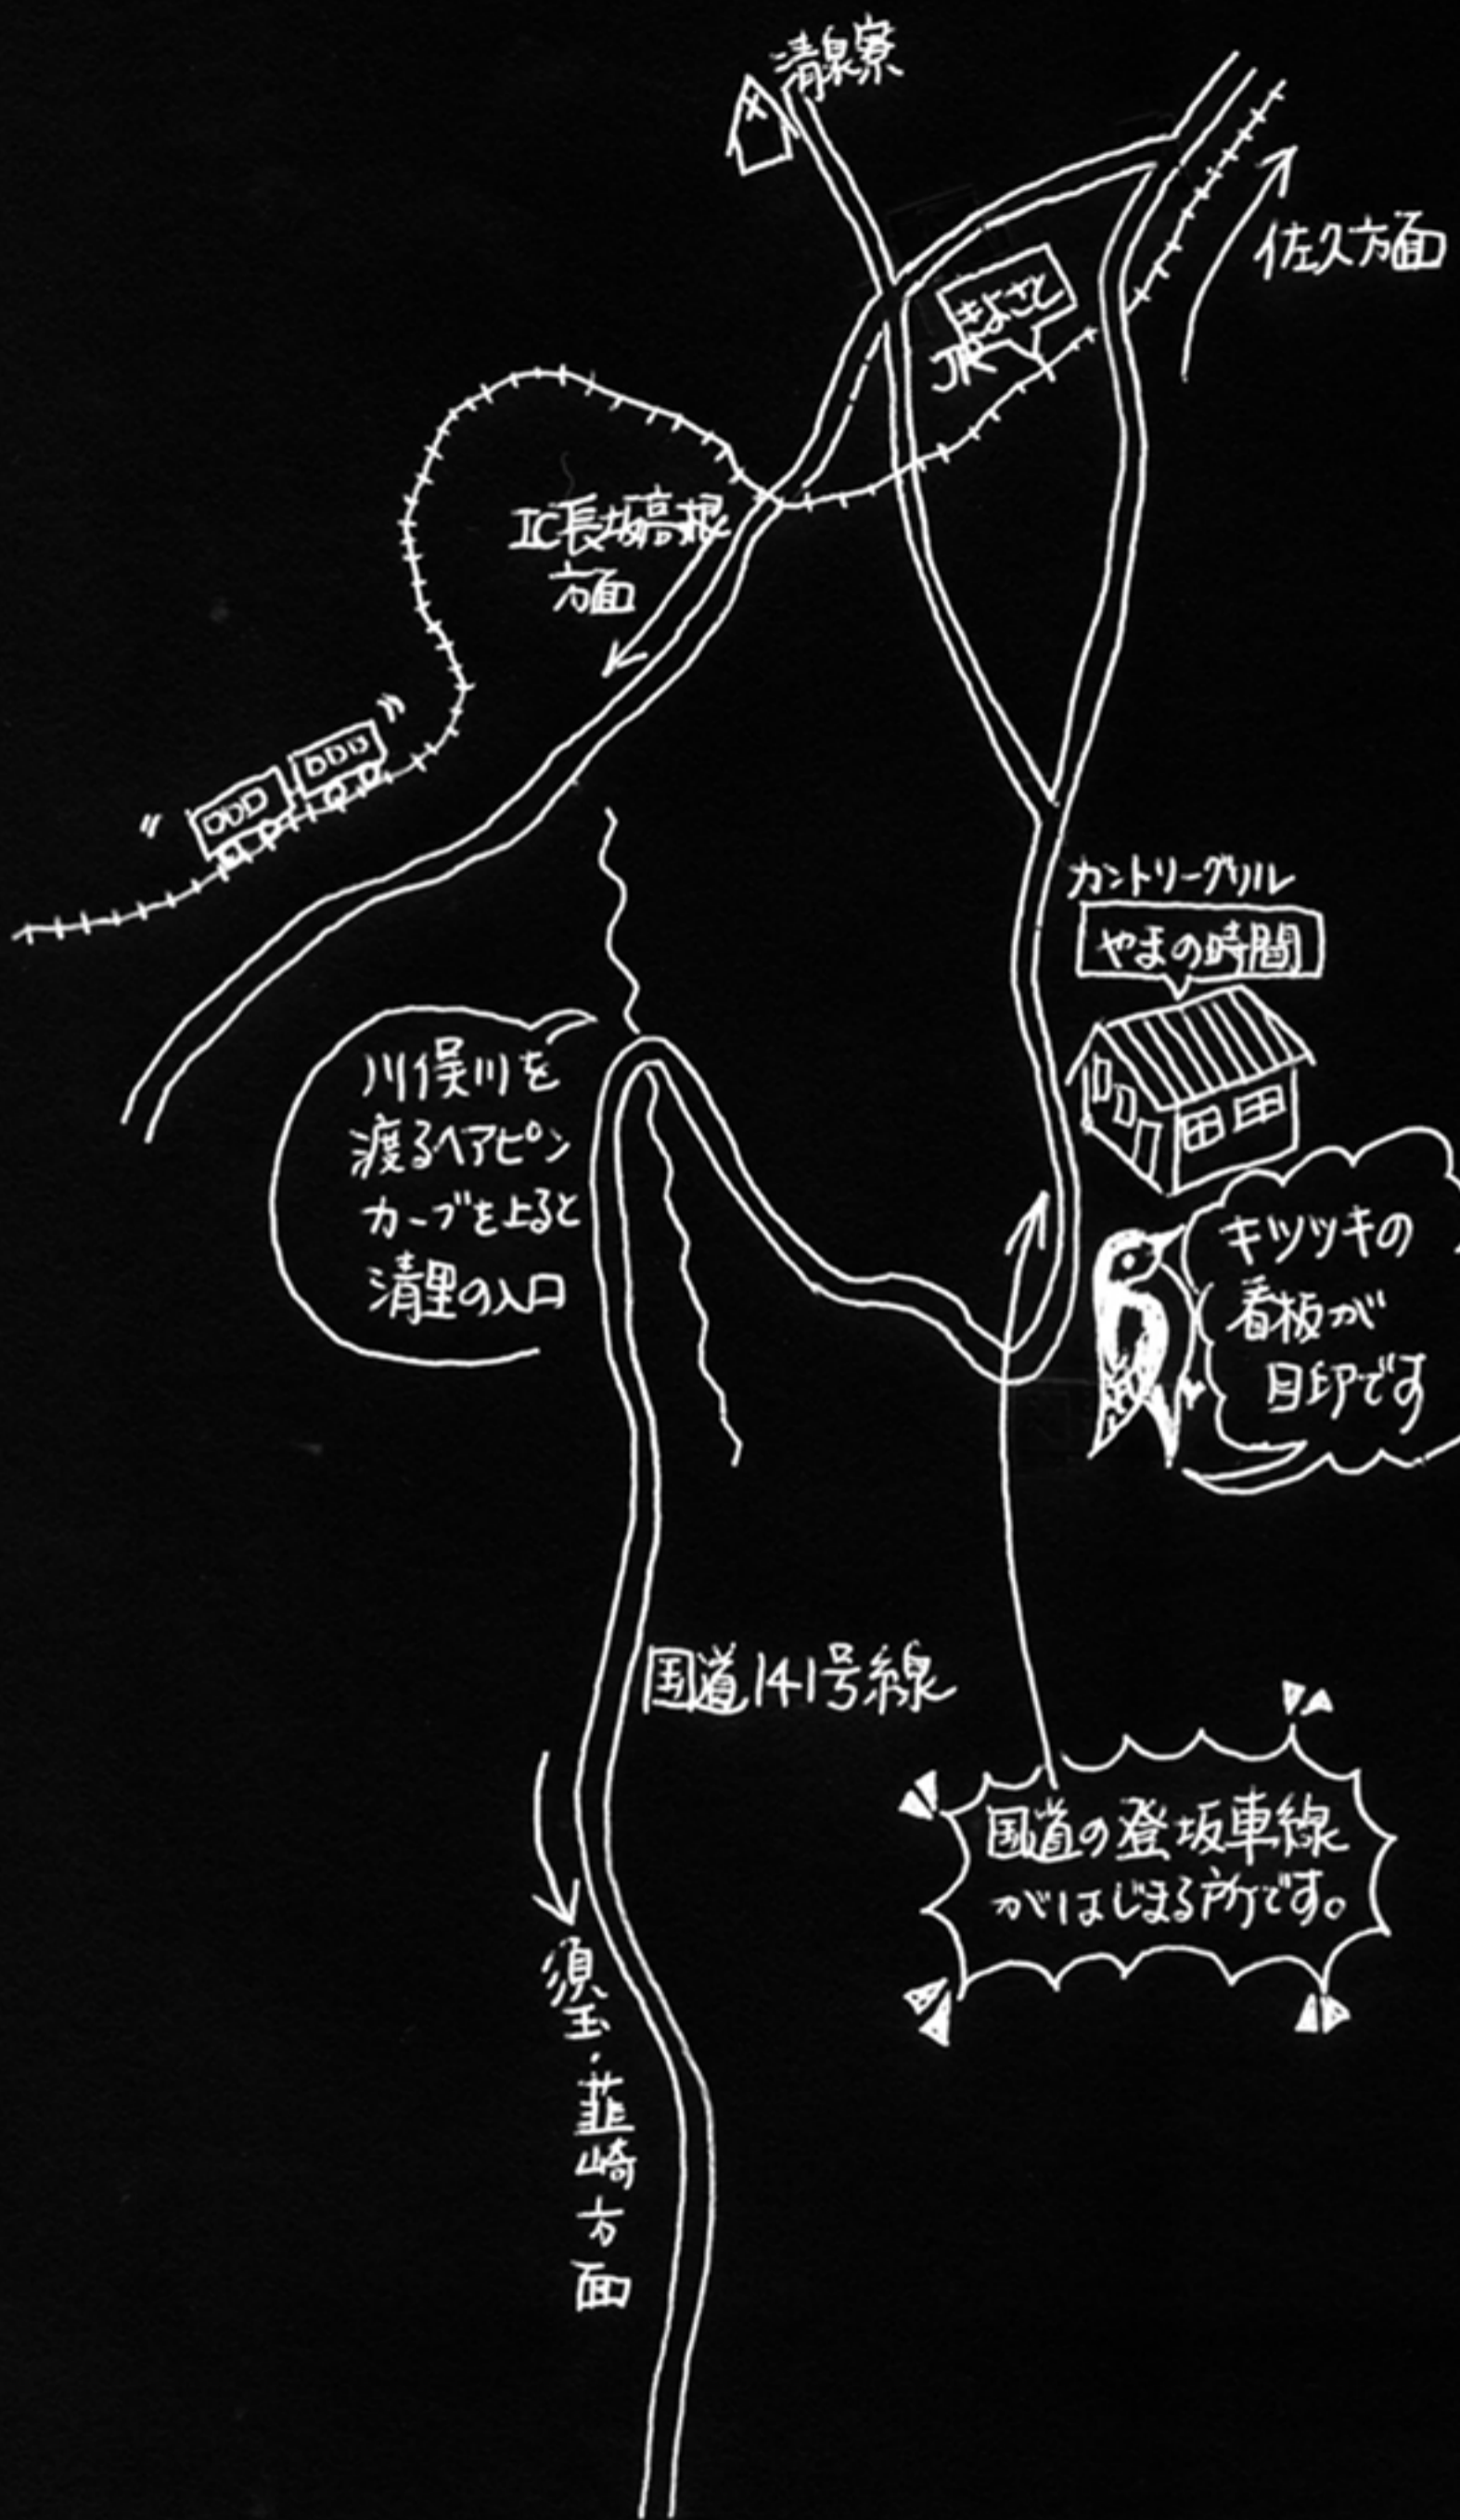 清泉寮
佐久方面
きよさと
JR
IC長坂高根
方面
カントリーグリル
やまの時間
川俣川を
渡るヘアピン
カーブを上ると
清里の入口
キツツキの
看板が
目印です
国道141号線
国道の登坂車線
がはじまる所です。
須玉・韮崎方面